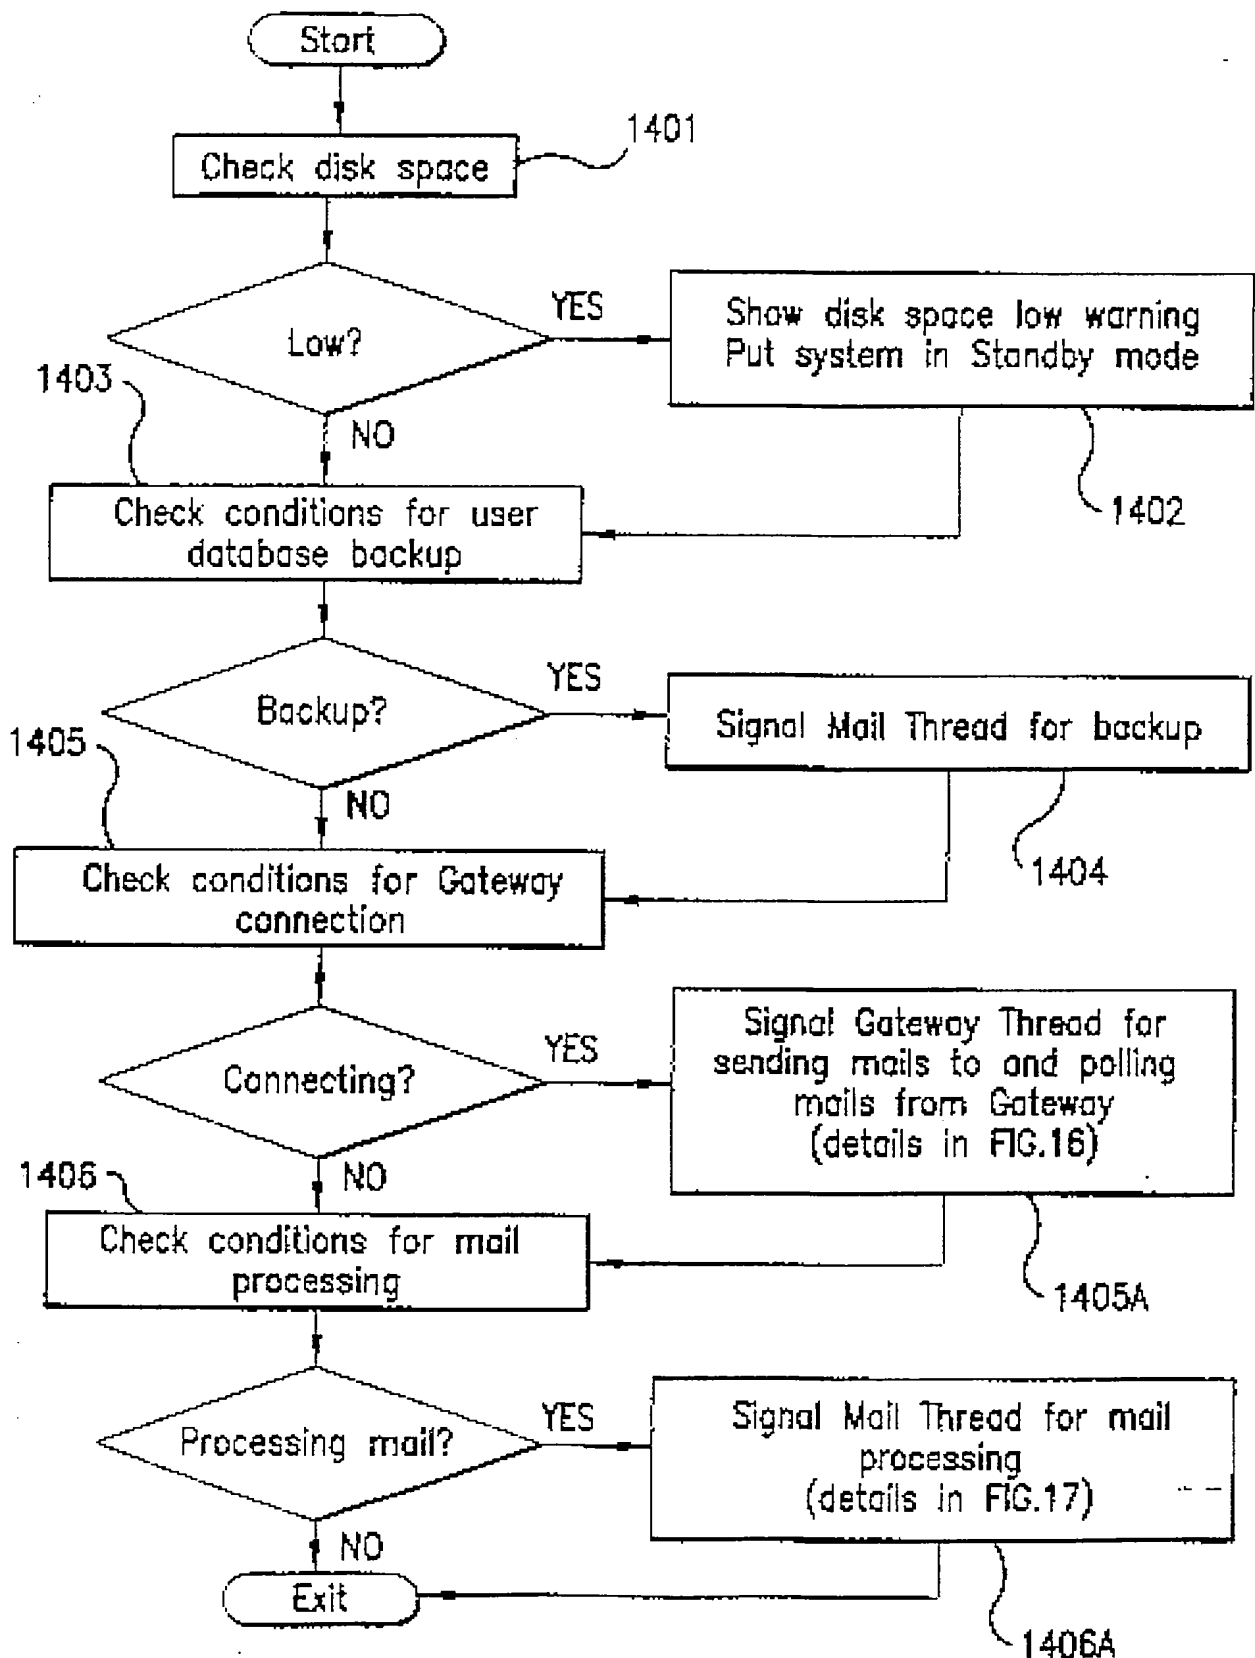 Start
1401
Check disk space
Low?
YES
Show disk space low warning
Put system in Standby mode
1403
NO
1402
Check conditions for user
database backup
Backup?
YES
Signal Mail Thread for backup
1405
NO
1404
Check conditions for Gateway
connection
Connecting?
YES
Signal Gateway Thread for
sending mails to and polling
mails from Gateway
(details in FIG.16)
1406
NO
1405A
Check conditions for mail
processing
Processing mail?
YES
Signal Mail Thread for mail
processing
(details in FIG.17)
NO
Exit
1406A